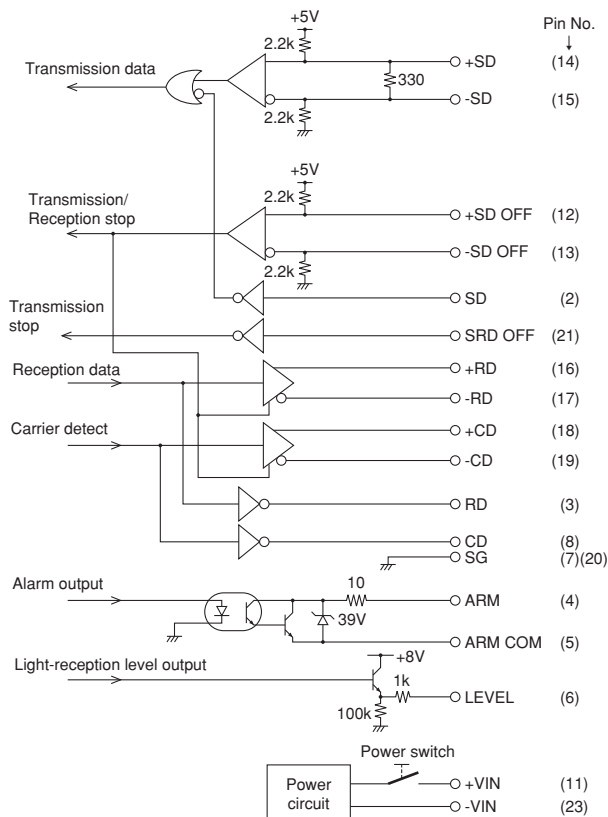 Pin No.
+5V
2.2k
Transmission data
+SD (14)
330
-SD (15)
2.2k
+5V
Transmission/
Reception stop
2.2k
+SD OFF (12)
-SD OFF (13)
2.2k
SD (2)
Transmission
stop
SRD OFF (21)
Reception data
+RD (16)
-RD (17)
Carrier detect
+CD (18)
-CD (19)
RD (3)
CD (8)
SG (7)(20)
Alarm output
10
ARM (4)
39V
ARM COM (5)
Light-reception level output
+8V
1k
LEVEL (6)
100k
Power switch
Power
circuit
+VIN (11)
-VIN (23)